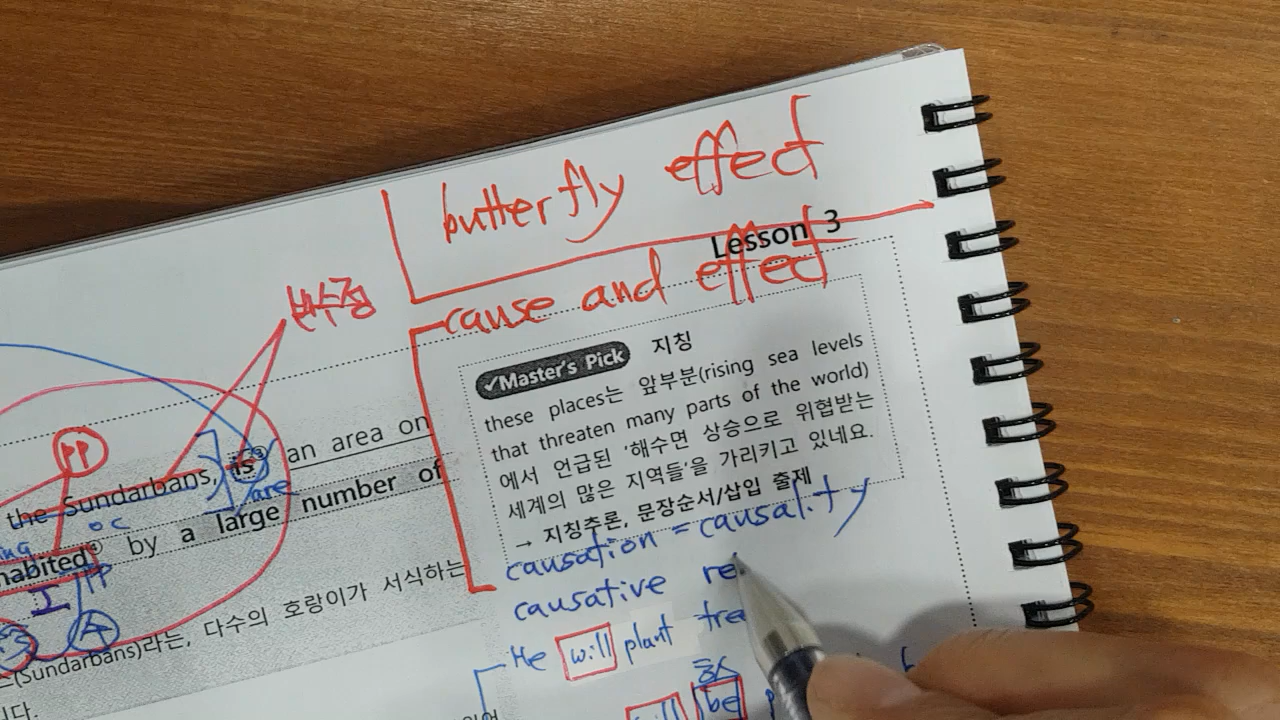 butterfly effect
Lesson 3
cause and effect
반수정
✓Master's Pick 지칭
these places는 앞부분(rising sea levels
that threaten many parts of the world)
에서 언급된 '해수면 상승으로 위협받는
세계의 많은 지역들'을 가리키고 있네요.
→ 지칭추론, 문장순서/삽입 출제
PP
the Sundarbans, is an area on
are
oc
by a large number of
PP
라는, 다수의 호랑이가 서식하는
(Sundarbans)
causation = causality
causative
He will plant tree
be